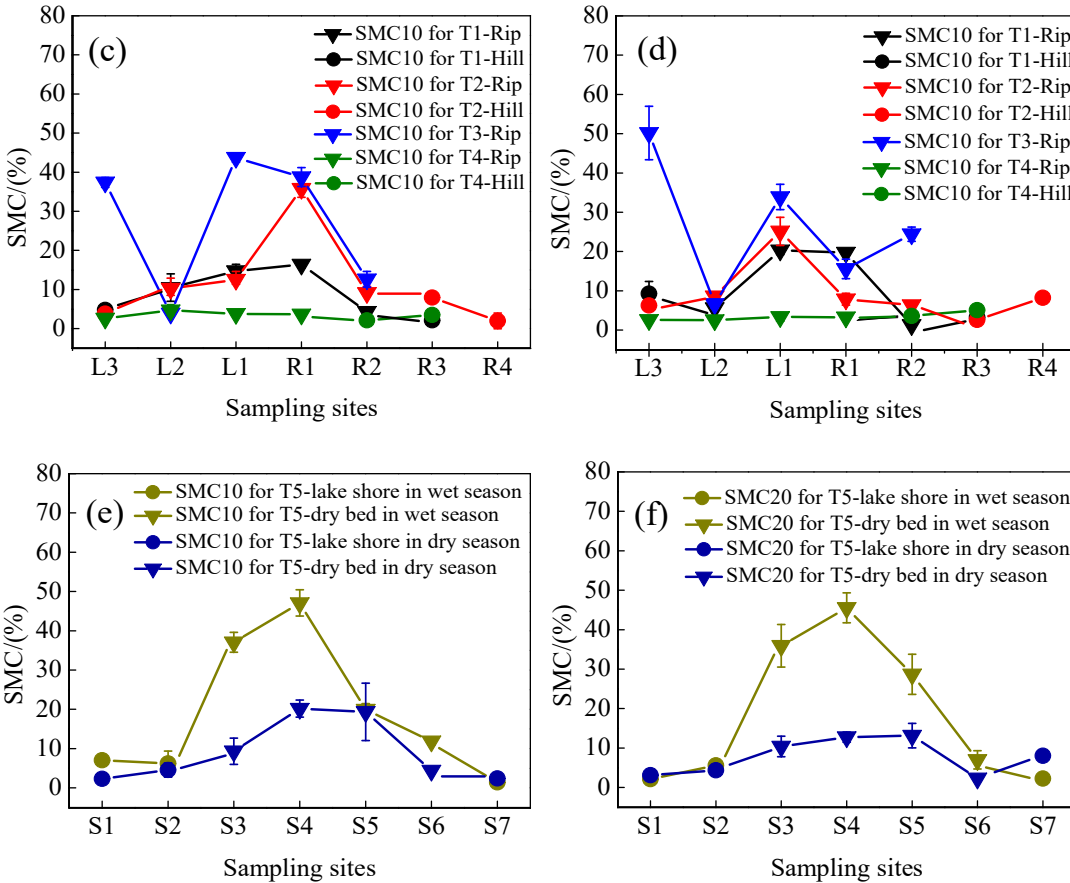 80
70
60
50
40
30
20
10
0
SMC/(%)
(c)
SMC10 for T1-Rip
SMC10 for T1-Hill
SMC10 for T2-Rip
SMC10 for T2-Hill
SMC10 for T3-Rip
SMC10 for T4-Rip
SMC10 for T4-Hill
L3 L2 L1 R1 R2 R3 R4
Sampling sites
80
70
60
50
40
30
20
10
0
SMC/(%)
(d)
SMC10 for T1-Rip
SMC10 for T1-Hill
SMC10 for T2-Rip
SMC10 for T2-Hill
SMC10 for T3-Rip
SMC10 for T4-Rip
SMC10 for T4-Hill
L3 L2 L1 R1 R2 R3 R4
Sampling sites
80
70
60
50
40
30
20
10
0
SMC/(%)
(e)
SMC10 for T5-lake shore in wet season
SMC10 for T5-dry bed in wet season
SMC10 for T5-lake shore in dry season
SMC10 for T5-dry bed in dry season
S1 S2 S3 S4 S5 S6 S7
Sampling sites
80
70
60
50
40
30
20
10
0
SMC/(%)
(f)
SMC20 for T5-lake shore in wet season
SMC20 for T5-dry bed in wet season
SMC20 for T5-lake shore in dry season
SMC20 for T5-dry bed in dry season
S1 S2 S3 S4 S5 S6 S7
Sampling sites